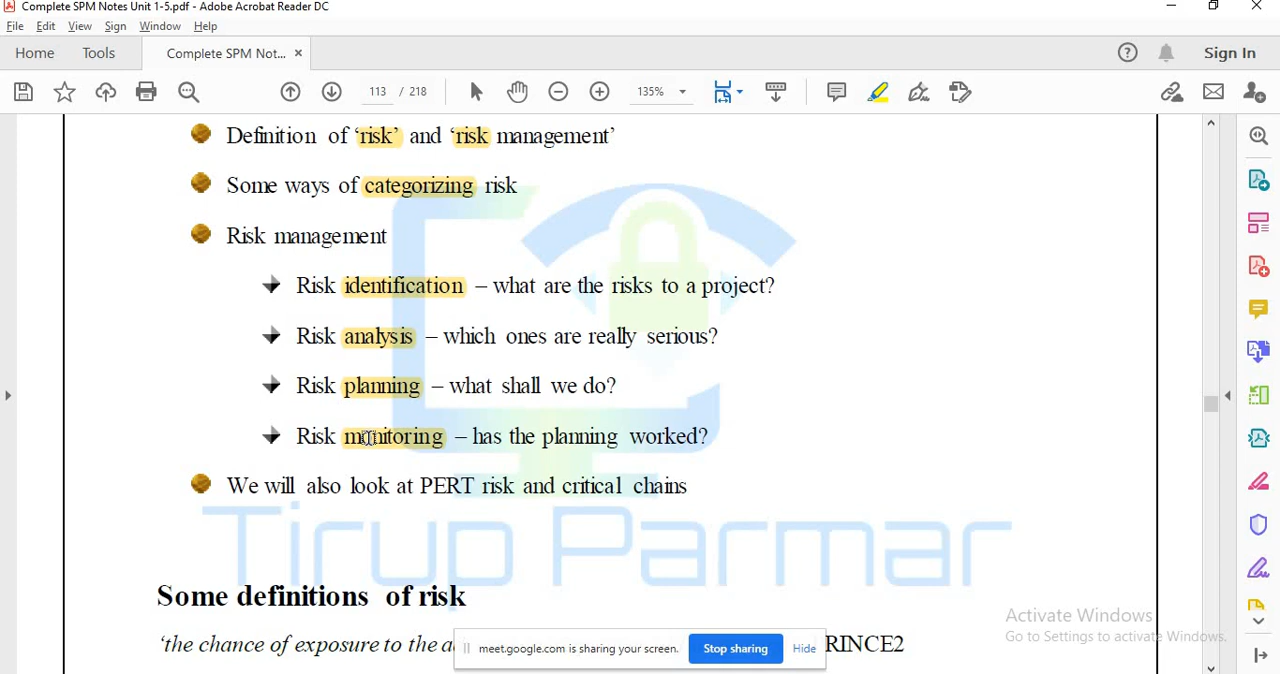 Complete SPM Notes Unit 1-5.pdf - Adobe Acrobat Reader DC
File Edit View Sign Window Help
Home Tools Complete SPM Not... × Sign In
113 / 218 135%
Definition of ‘risk’ and ‘risk management’
Some ways of categorizing risk
Risk management
Risk identification – what are the risks to a project?
Risk analysis – which ones are really serious?
Risk planning – what shall we do?
Risk monitoring – has the planning worked?
We will also look at PERT risk and critical chains
Tirup Parmar
Some definitions of risk
Activate Windows
Go to Settings to activate Windows.
‘the chance of exposure to the RINCE2
meet.google.com is sharing your screen. Stop sharing Hide